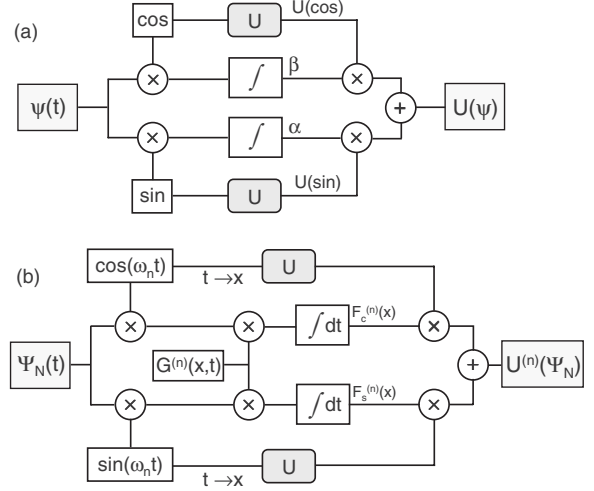 (a)
cos
U
U(cos)
×
∫
β
×
ψ(t)
+
U(ψ)
×
∫
α
×
sin
U
U(sin)
(b)
cos(ωₙt)
t→x
U
×
×
∫dt
F_c⁽ⁿ⁾(x)
×
Ψ_N(t)
G⁽ⁿ⁾(x,t)
+
U⁽ⁿ⁾(Ψ_N)
×
×
∫dt
F_s⁽ⁿ⁾(x)
×
sin(ωₙt)
t→x
U